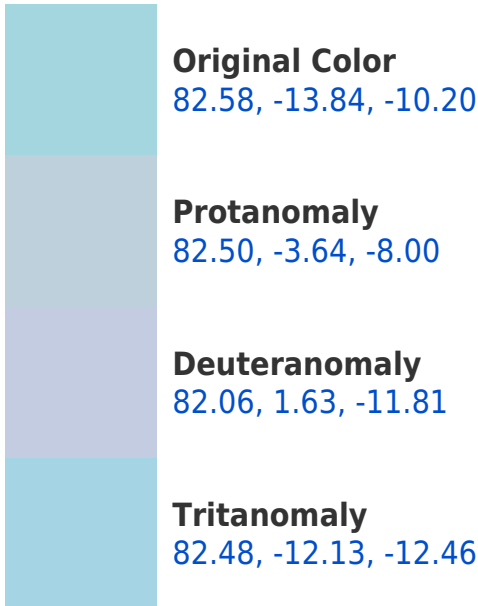 Original Color
82.58, -13.84, -10.20
Protanomaly
82.50, -3.64, -8.00
Deuteranomaly
82.06, 1.63, -11.81
Tritanomaly
82.48, -12.13, -12.46